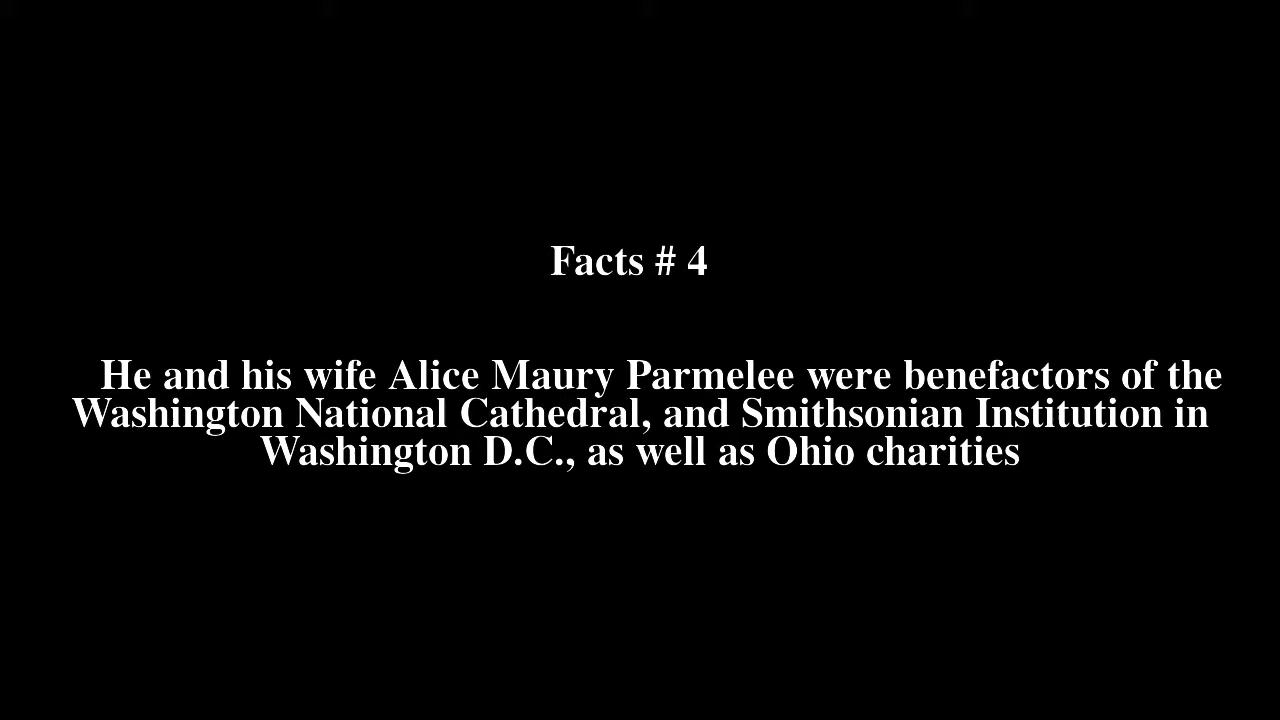 Facts # 4
He and his wife Alice Maury Parmelee were benefactors of the
Washington National Cathedral, and Smithsonian Institution in
Washington D.C., as well as Ohio charities